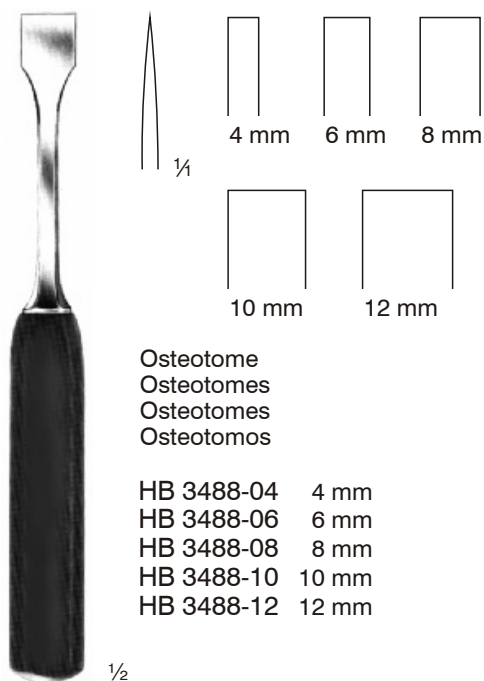 4 mm 6 mm 8 mm
1/1
10 mm 12 mm
Osteotome
Osteotomes
Osteotomes
Osteotomos
HB 3488-04 4 mm
HB 3488-06 6 mm
HB 3488-08 8 mm
HB 3488-10 10 mm
HB 3488-12 12 mm
1/2